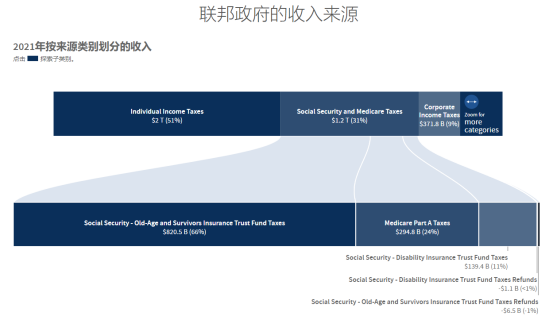 联邦政府的收入来源
2021年按来源类别划分的收入
点击 探索子类别。
Individual Income Taxes
$2 T (51%)
Social Security and Medicare Taxes
$1.2 T (31%)
Corporate
Income Taxes
$371.8 B (9%)
Zoom for
more
categories
Social Security - Old-Age and Survivors Insurance Trust Fund Taxes
$820.5 B (66%)
Medicare Part A Taxes
$294.8 B (24%)
Social Security - Disability Insurance Trust Fund Taxes
$139.4 B (11%)
Social Security - Disability Insurance Trust Fund Taxes Refunds
-$1.1 B (<1%)
Social Security - Old-Age and Survivors Insurance Trust Fund Taxes Refunds
-$6.5 B (-1%)